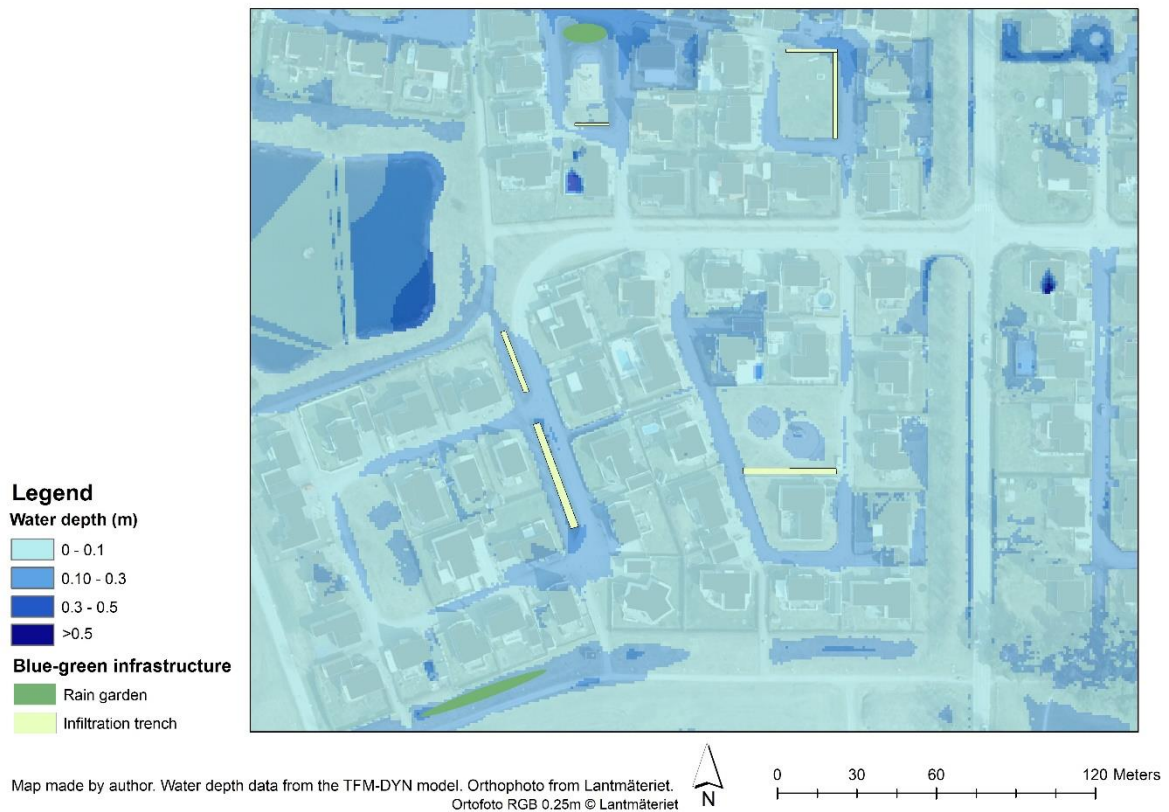 Legend
Water depth (m)
0 - 0.1
0.10 - 0.3
0.3 - 0.5
>0.5
Blue-green infrastructure
Rain garden
Infiltration trench
Map made by author. Water depth data from the TFM-DYN model. Orthophoto from Lantmäteriet.
Ortofoto RGB 0.25m © Lantmäteriet
N
0 30 60 120 Meters